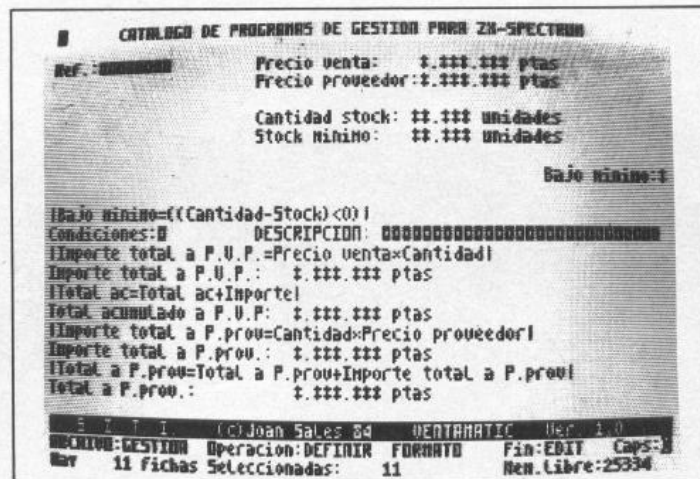 CATALOGO DE PROGRAMAS DE GESTION PARA ZX-SPECTRUM
Ref.:
Precio venta: ‡.‡‡‡.‡‡‡ ptas
Precio proveedor:‡.‡‡‡.‡‡‡ ptas
Cantidad stock: ‡‡.‡‡‡ unidades
Stock minimo: ‡‡.‡‡‡ unidades
Bajo minimo:‡
|Bajo minimo=((Cantidad-Stock)<0)|
Condiciones: DESCRIPCION:
|Importe total a P.V.P.=Precio venta×Cantidad|
Importe total a P.V.P.: ‡.‡‡‡.‡‡‡ ptas
|Total ac=Total ac+Importe|
Total acumulado a P.V.P: ‡.‡‡‡.‡‡‡ ptas
|Importe total a P.prov=Cantidad×Precio proveedor|
Importe total a P.prov.: ‡.‡‡‡.‡‡‡ ptas
|Total a P.prov=Total a P.prov+Importe total a P.prov|
Total a P.prov.: ‡.‡‡‡.‡‡‡ ptas
S I T I. (c)Joan Sales 84 VENTAMATIC Ver 1.0
ARCHIVO:GESTION Operacion:DEFINIR FORMATO Fin:EDIT Caps:
Hay 11 fichas Seleccionadas: 11 Mem.Libre:25334